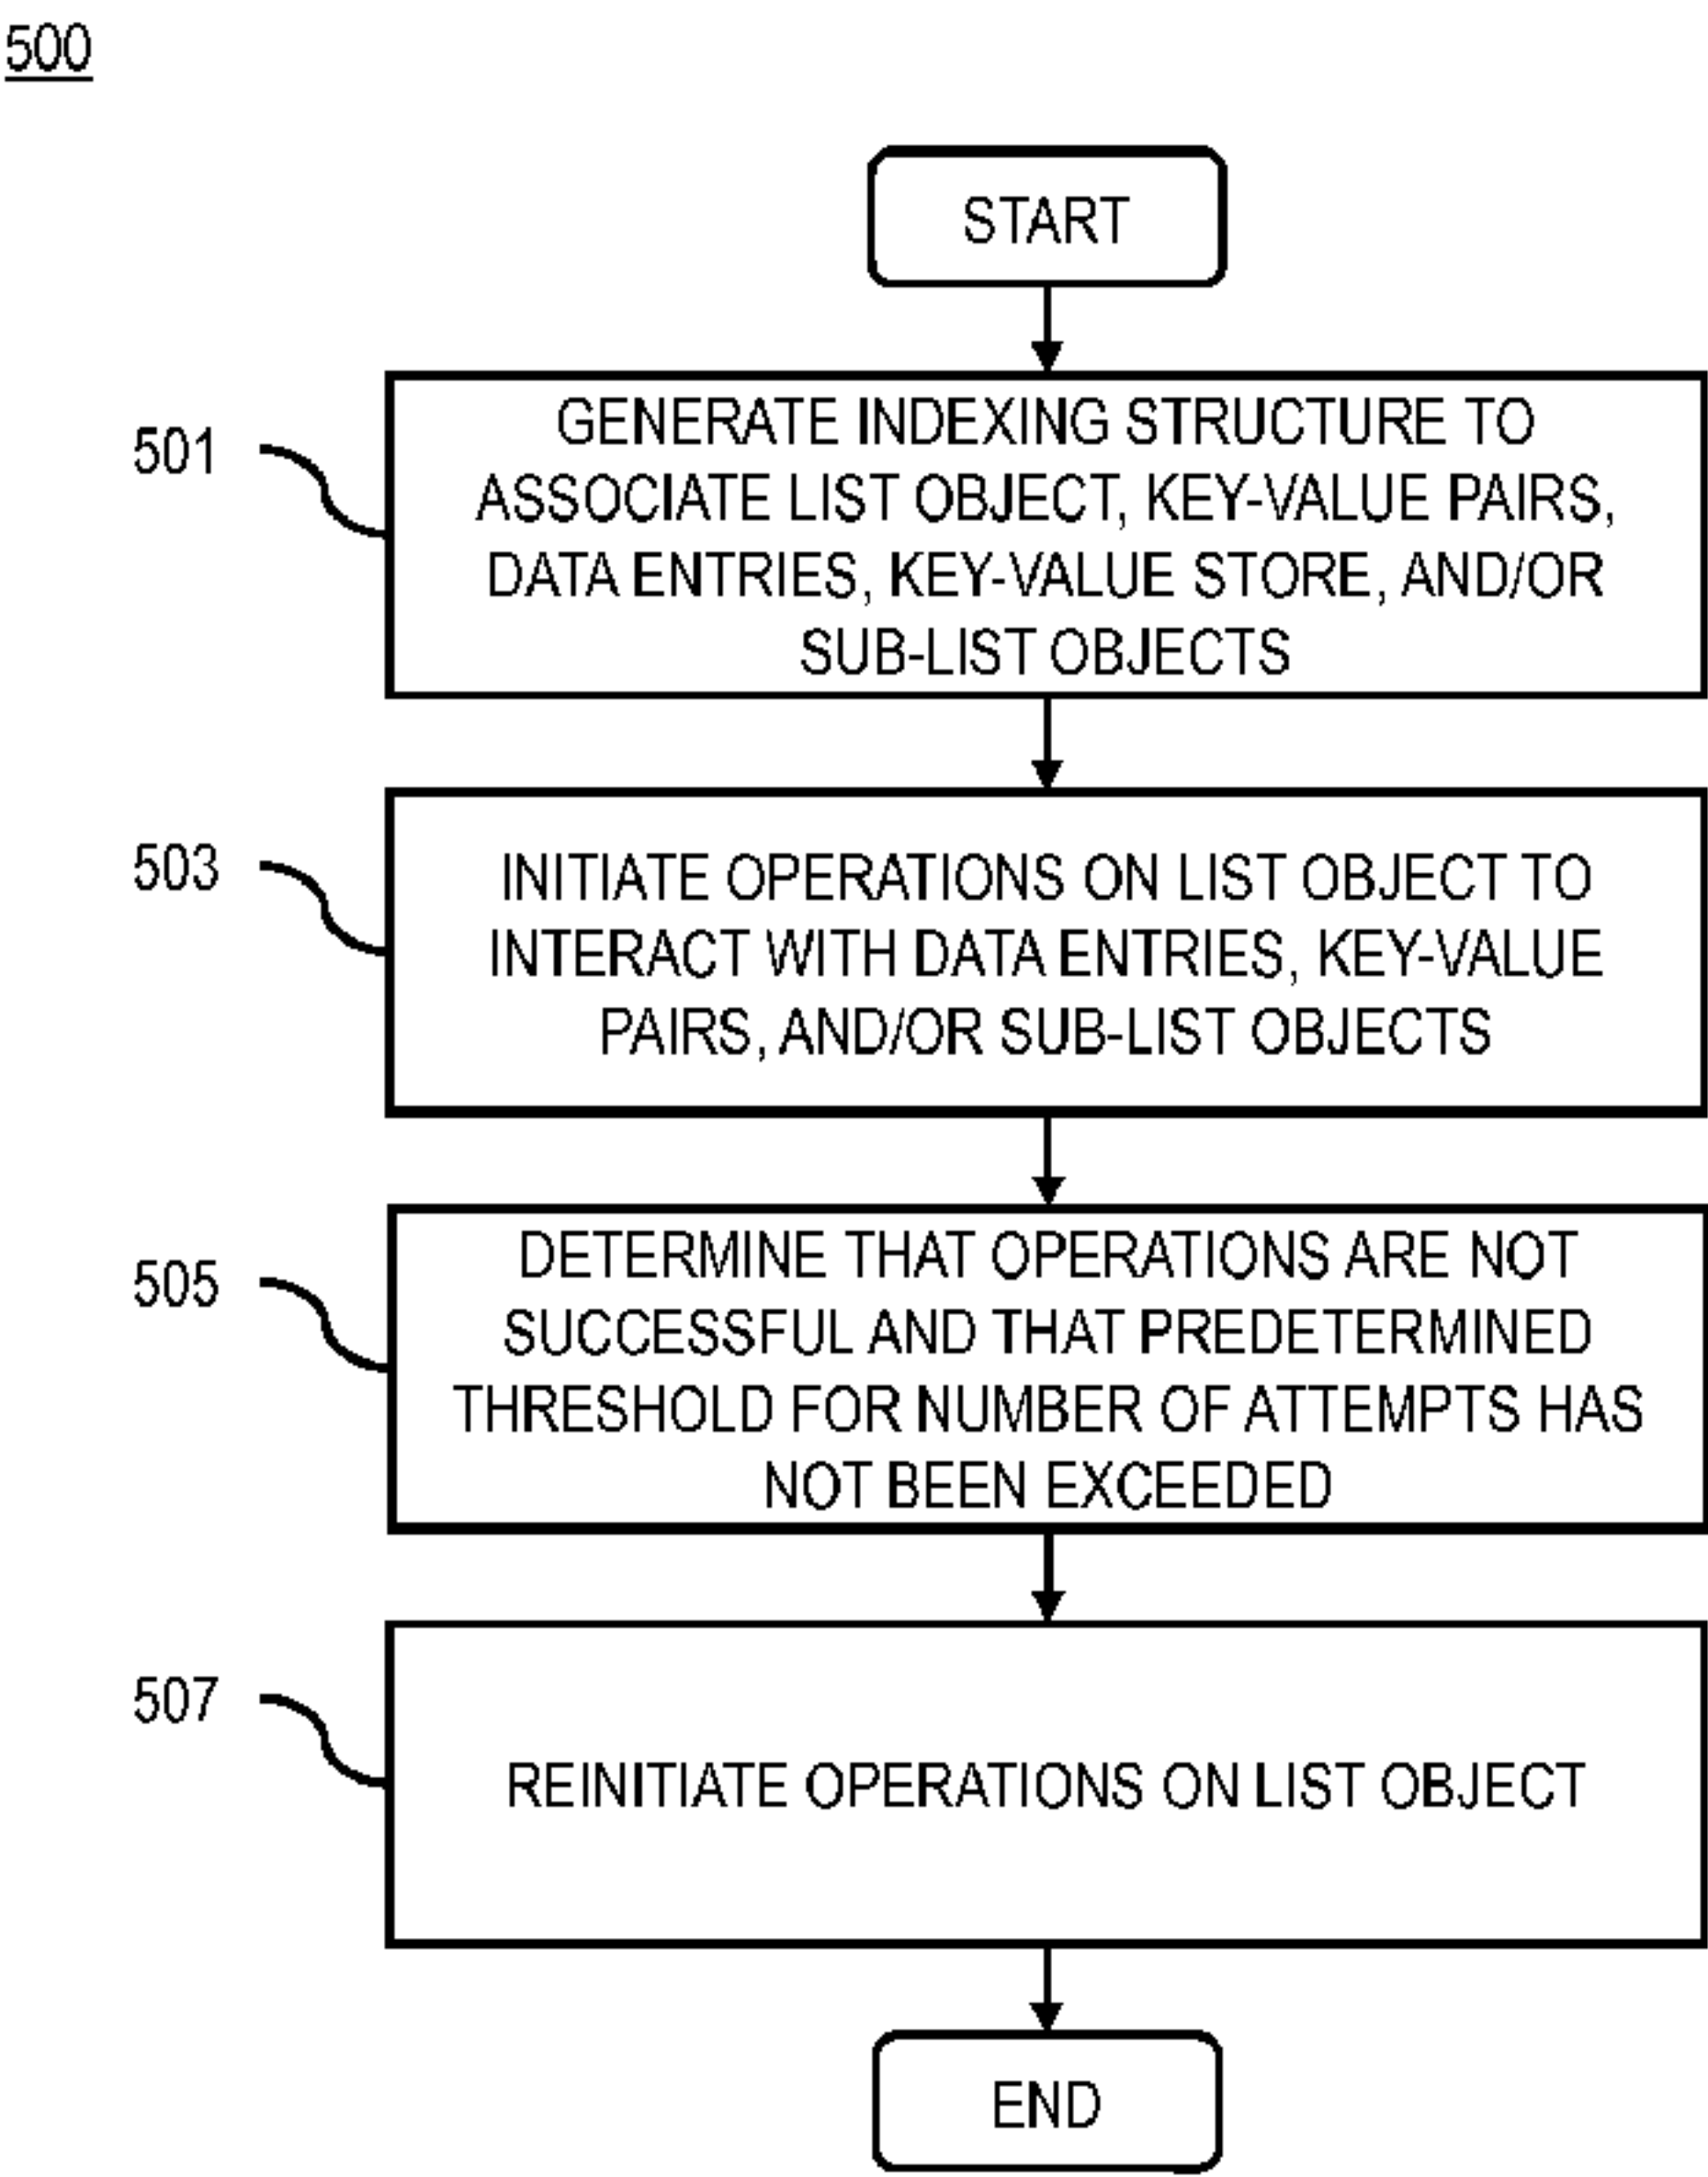 500
START
501
GENERATE INDEXING STRUCTURE TO
ASSOCIATE LIST OBJECT, KEY-VALUE PAIRS,
DATA ENTRIES, KEY-VALUE STORE, AND/OR
SUB-LIST OBJECTS
503
INITIATE OPERATIONS ON LIST OBJECT TO
INTERACT WITH DATA ENTRIES, KEY-VALUE
PAIRS, AND/OR SUB-LIST OBJECTS
505
DETERMINE THAT OPERATIONS ARE NOT
SUCCESSFUL AND THAT PREDETERMINED
THRESHOLD FOR NUMBER OF ATTEMPTS HAS
NOT BEEN EXCEEDED
507
REINITIATE OPERATIONS ON LIST OBJECT
END